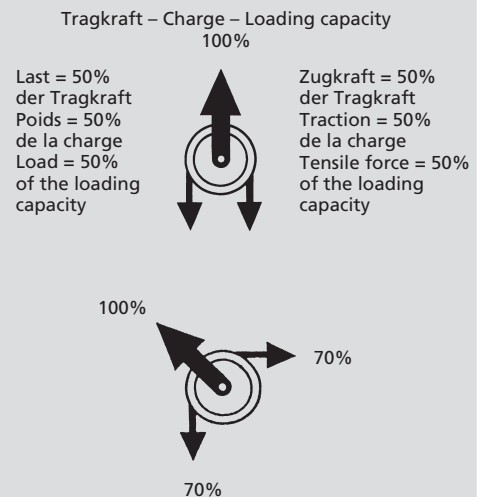 Tragkraft – Charge – Loading capacity
100%
Last = 50%
der Tragkraft
Poids = 50%
de la charge
Load = 50%
of the loading
capacity
Zugkraft = 50%
der Tragkraft
Traction = 50%
de la charge
Tensile force = 50%
of the loading
capacity
100%
70%
70%